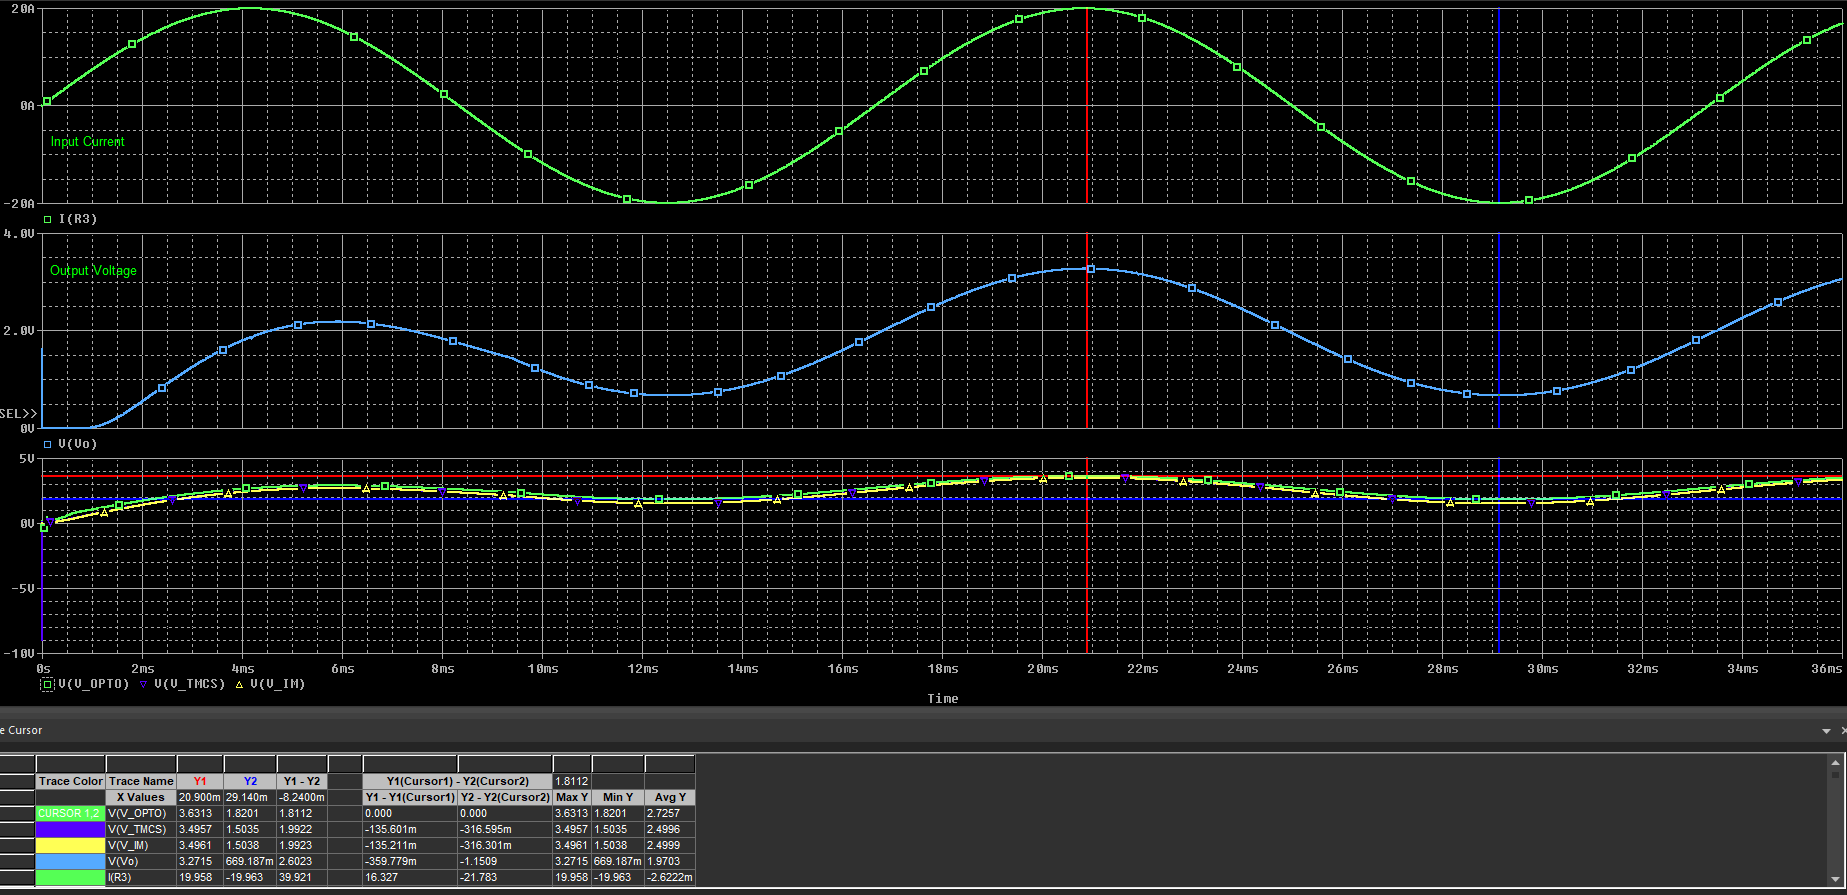 20A
0A
Input Current
-20A
I(R3)
4.0V
Output Voltage
2.0V
SEL>>
0V
V(Vo)
5V
0V
-5V
-10V
0s 2ms 4ms 6ms 8ms 10ms 12ms 14ms 16ms 18ms 20ms 22ms 24ms 26ms 28ms 30ms 32ms 34ms 36ms
V(V_OPTO) V(V_TMCS) V(V_IM)
Time
e Cursor
Trace Color Trace Name Y1 Y2 Y1 - Y2 Y1(Cursor1) - Y2(Cursor2) 1.8112
X Values 20.900m 29.140m -8.2400m Y1 - Y1(Cursor1) Y2 - Y2(Cursor2) Max Y Min Y Avg Y
CURSOR 1,2 V(V_OPTO) 3.6313 1.8201 1.8112 0.000 0.000 3.6313 1.8201 2.7257
V(V_TMCS) 3.4957 1.5035 1.9922 -135.601m -316.595m 3.4957 1.5035 2.4996
V(V_IM) 3.4961 1.5038 1.9923 -135.211m -316.301m 3.4961 1.5038 2.4999
V(Vo) 3.2715 669.187m 2.6023 -359.779m -1.1509 3.2715 669.187m 1.9703
I(R3) 19.958 -19.963 39.921 16.327 -21.783 19.958 -19.963 -2.6222m